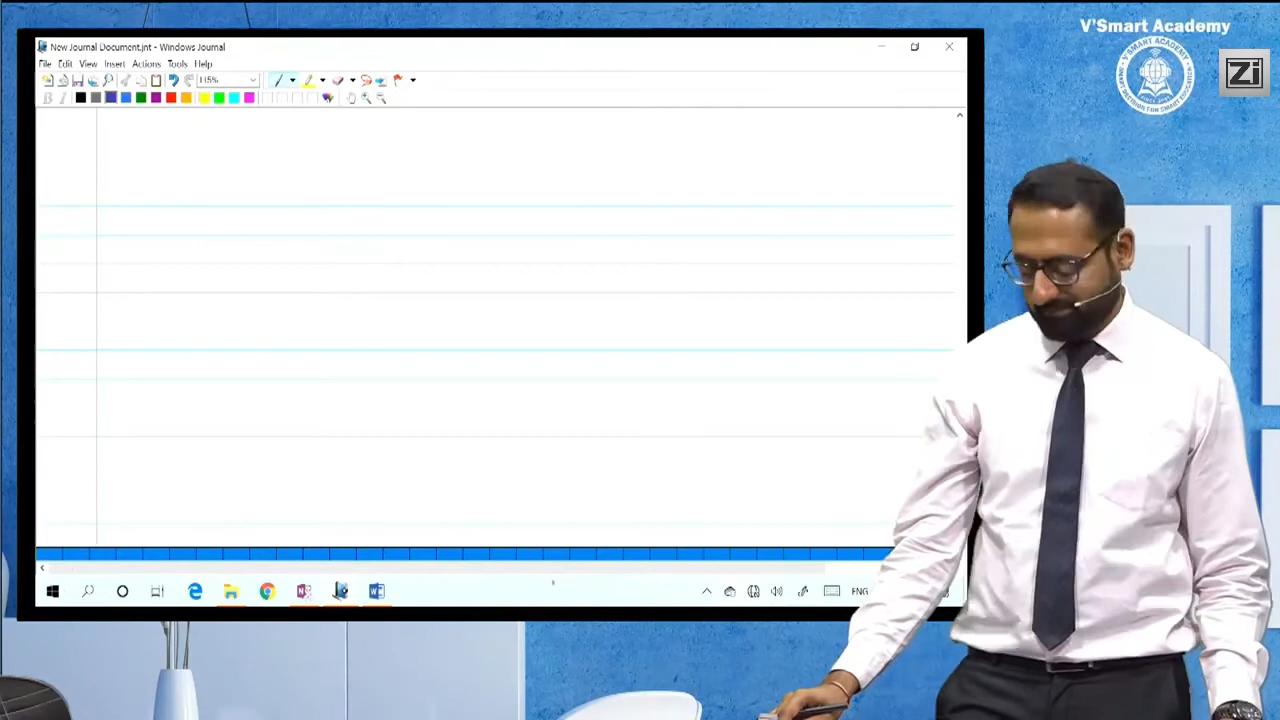 V'Smart Academy
Zi
New Journal Document.jnt - Windows Journal
File Edit View Insert Actions Tools Help
115%
B I
ENG